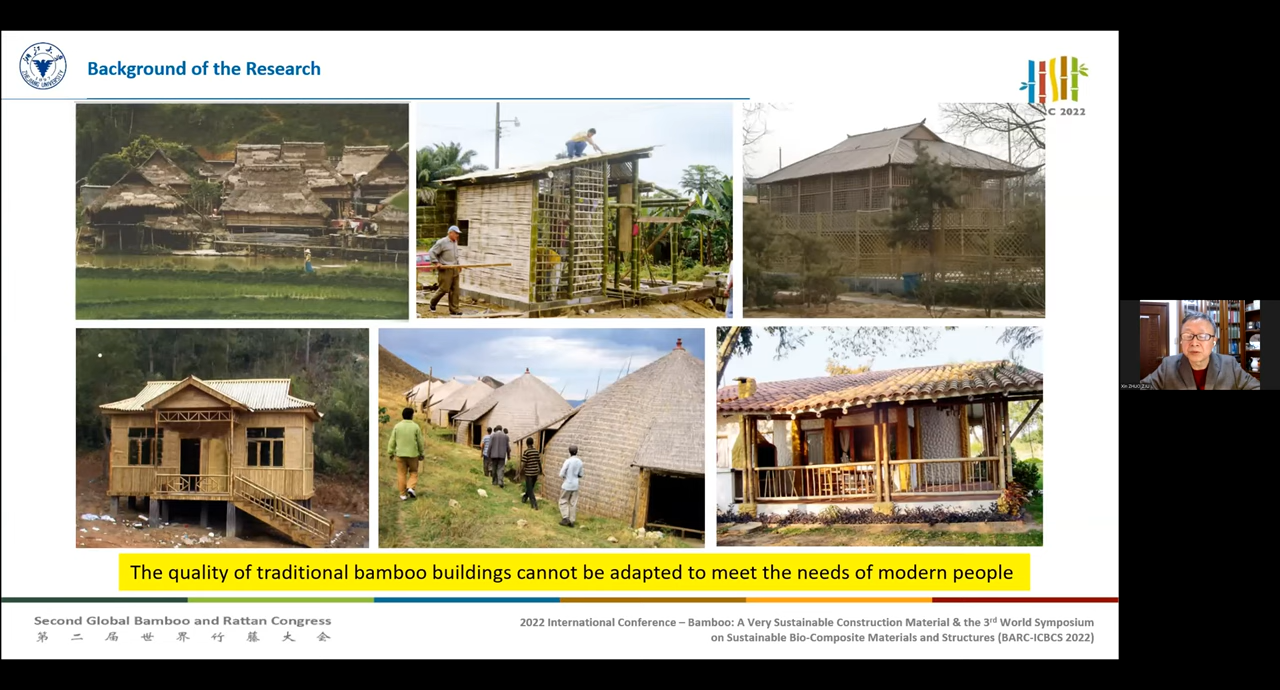 Background of the Research
ZHEJIANG UNIVERSITY
C 2022
The quality of traditional bamboo buildings cannot be adapted to meet the needs of modern people
Second Global Bamboo and Rattan Congress
第 二 届 世 界 竹 藤 大 会
2022 International Conference – Bamboo: A Very Sustainable Construction Material & the 3rd World Symposium
on Sustainable Bio-Composite Materials and Structures (BARC-ICBCS 2022)